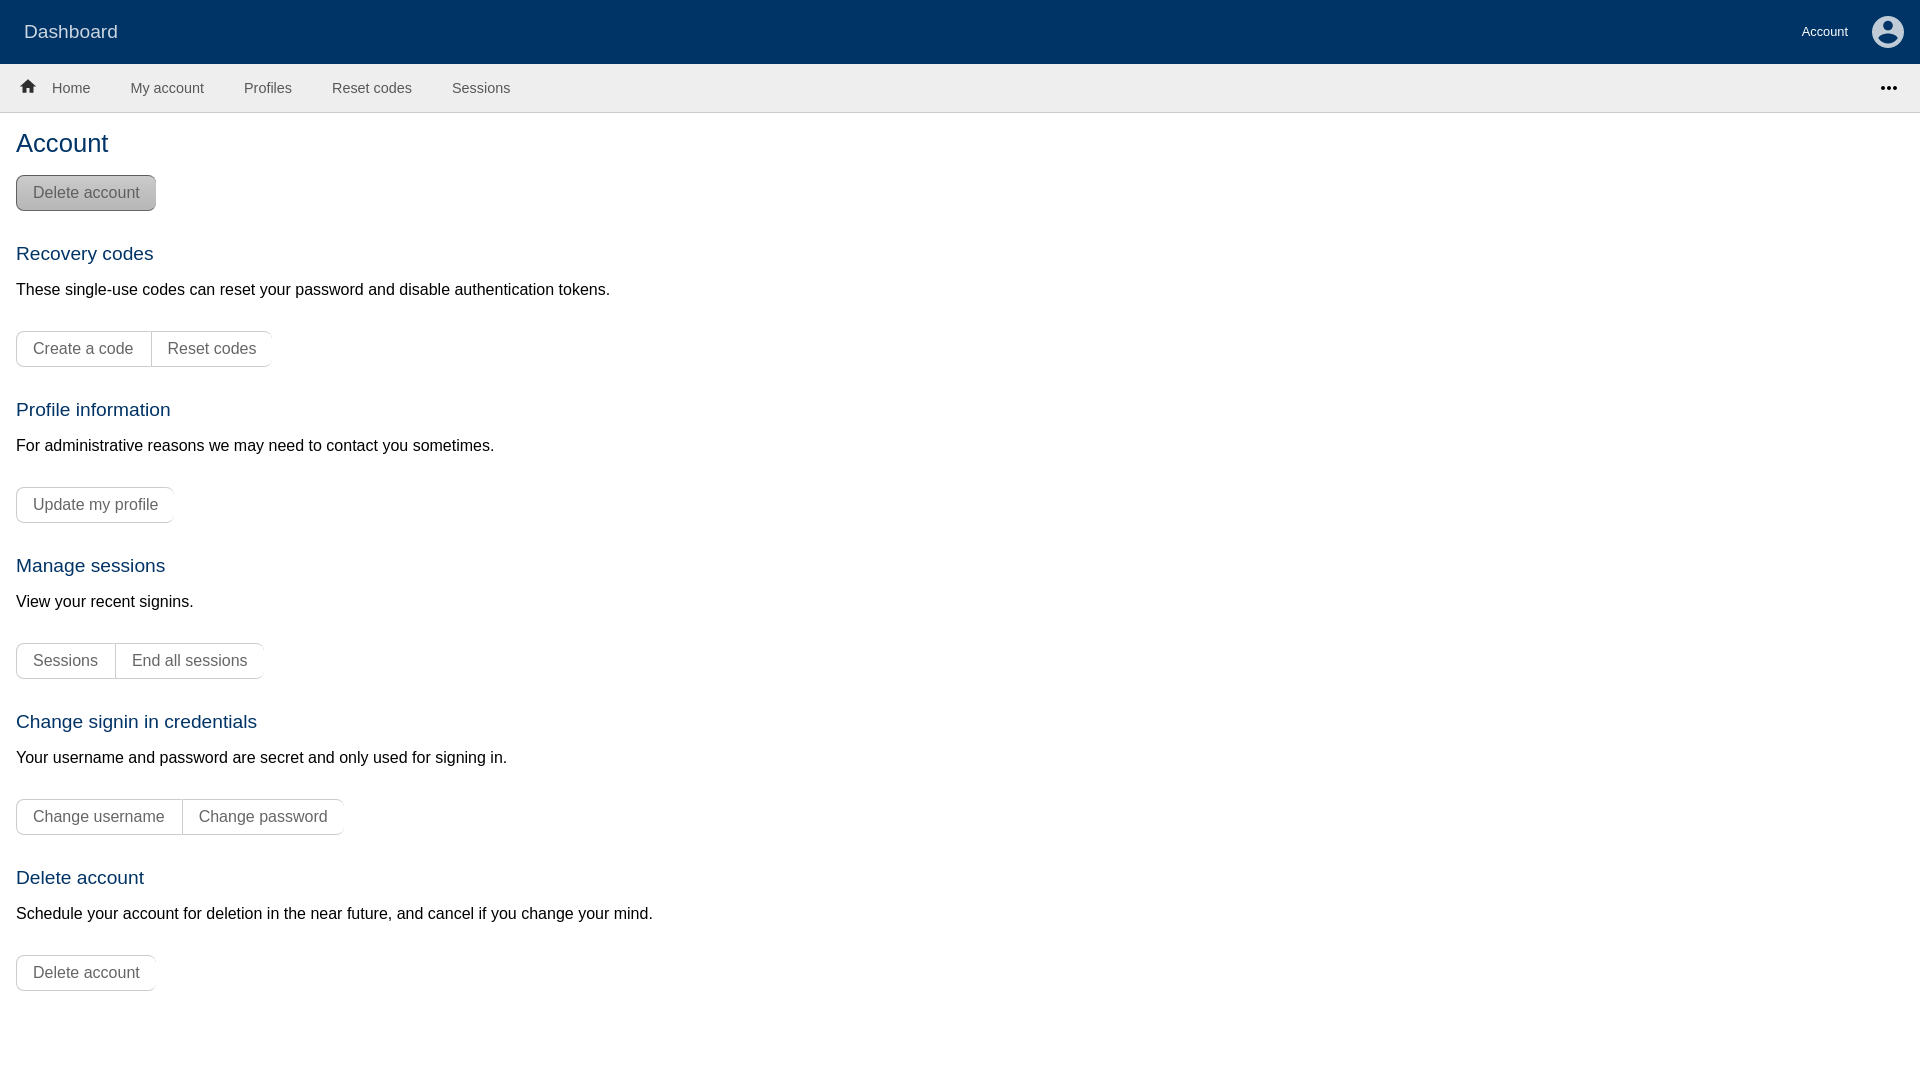 Dashboard
Account
Home
My account
Profiles
Reset codes
Sessions
Account
Delete account
Recovery codes
These single-use codes can reset your password and disable authentication tokens.
Create a code
Reset codes
Profile information
For administrative reasons we may need to contact you sometimes.
Update my profile
Manage sessions
View your recent signins.
Sessions
End all sessions
Change signin in credentials
Your username and password are secret and only used for signing in.
Change username
Change password
Delete account
Schedule your account for deletion in the near future, and cancel if you change your mind.
Delete account